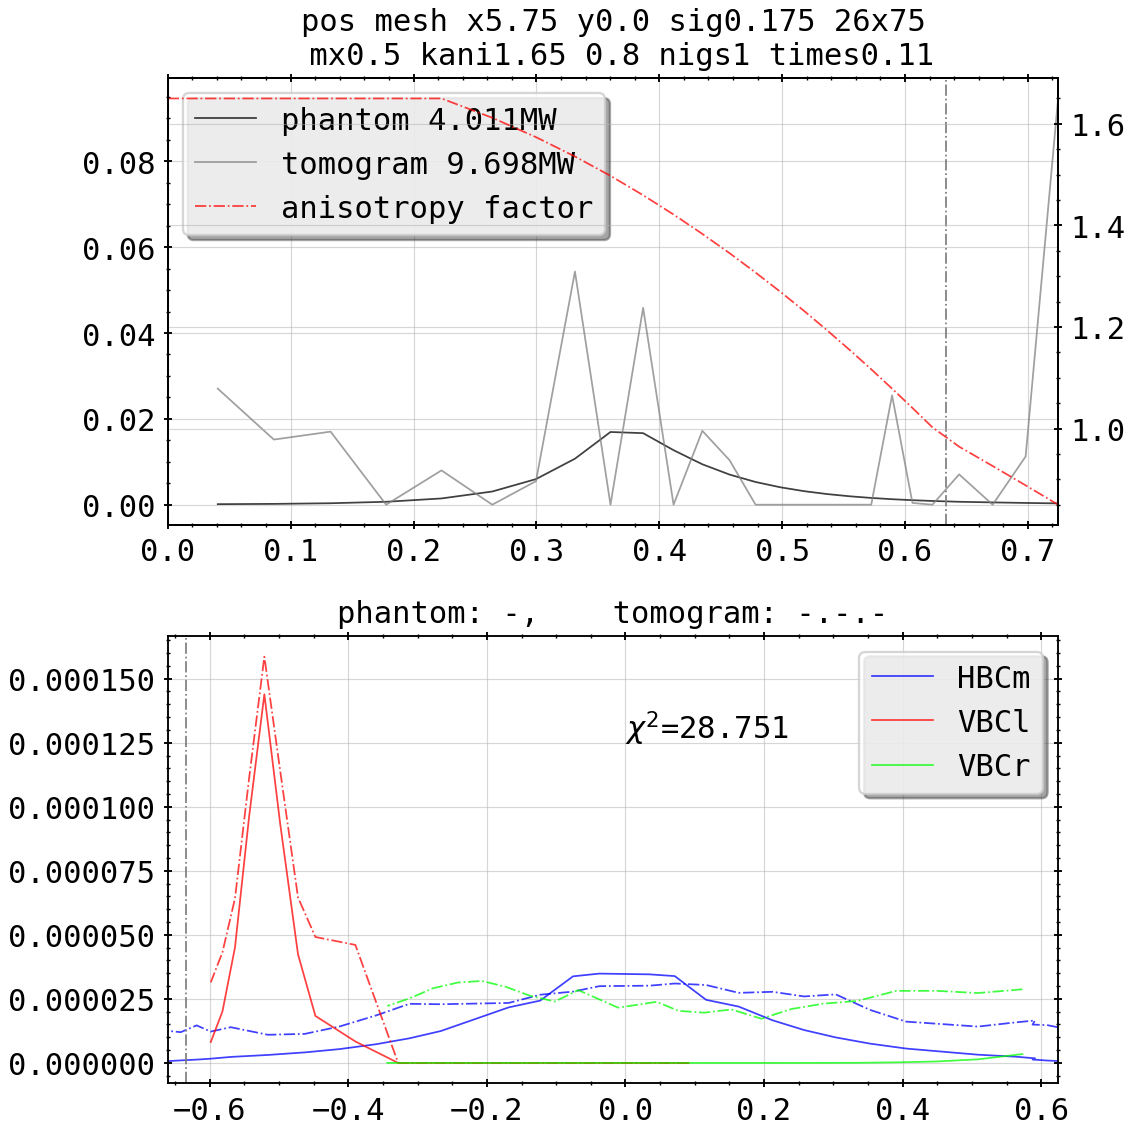 pos mesh x5.75 y0.0 sig0.175 26x75
mx0.5 kani1.65 0.8 nigs1 times0.11
phantom 4.011MW
tomogram 9.698MW
anisotropy factor
0.08
0.06
0.04
0.02
0.00
1.6
1.4
1.2
1.0
0.0 0.1 0.2 0.3 0.4 0.5 0.6 0.7
phantom: -, tomogram: -.-.-
HBCm
VBCl
VBCr
χ²=28.751
0.000150
0.000125
0.000100
0.000075
0.000050
0.000025
0.000000
−0.6 −0.4 −0.2 0.0 0.2 0.4 0.6